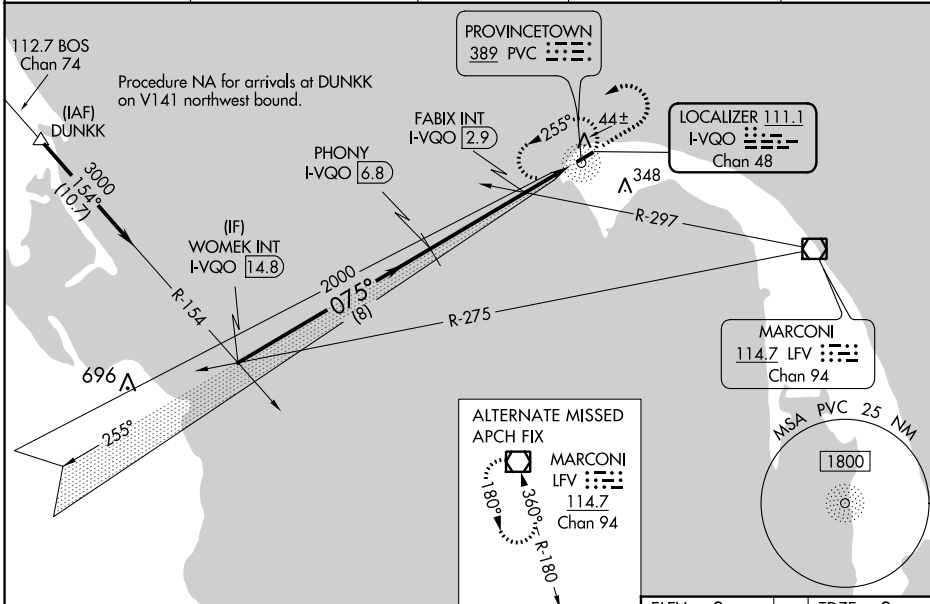 112.7 BOS
Chan 74
Procedure NA for arrivals at DUNKK
on V141 northwest bound.
(IAF)
DUNKK
3000
154°
(10.7)
R-154
(IF)
WOMEK INT
I-VQO 14.8
PHONY
I-VQO 6.8
FABIX INT
I-VQO 2.9
PROVINCETOWN
389 PVC
255°
44±
LOCALIZER 111.1
I-VQO
Chan 48
348
R-297
2000
075°
(8)
R-275
MARCONI
114.7 LFV
Chan 94
696
255°
ALTERNATE MISSED
APCH FIX
MARCONI
LFV
114.7
Chan 94
180°
360°
R-180
MSA PVC 25 NM
1800